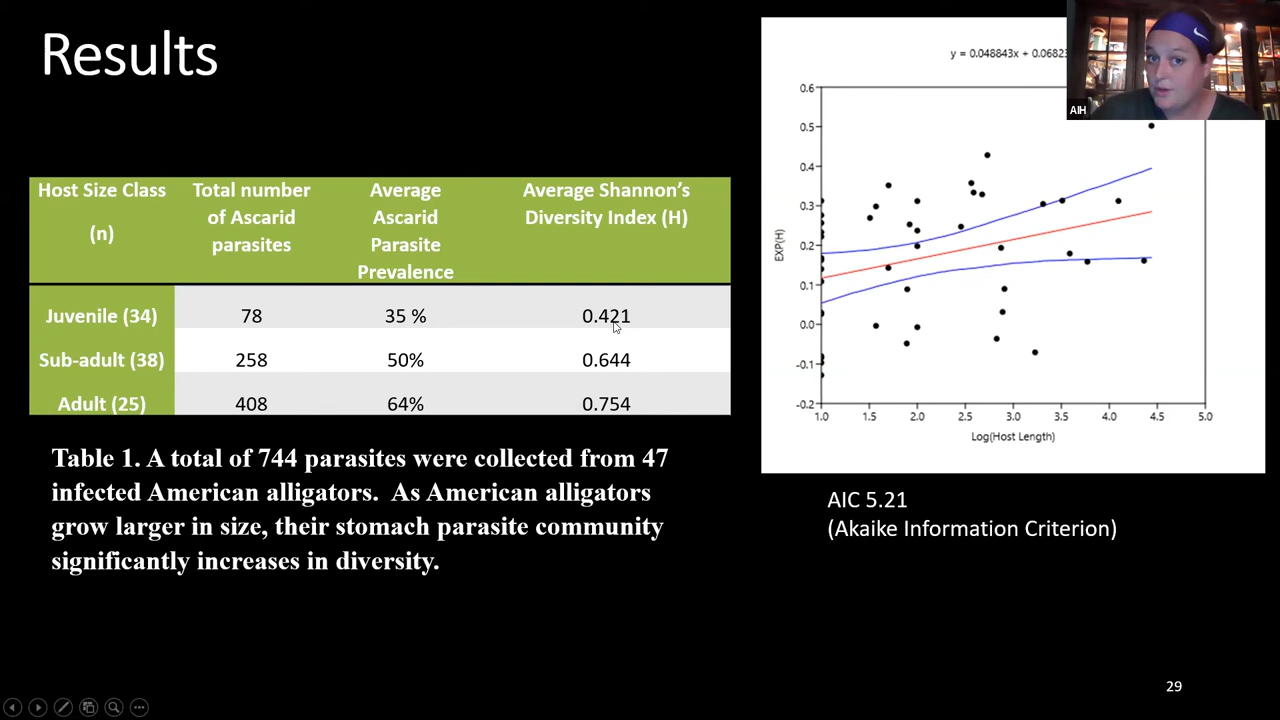 Results
Host Size Class
(n)
Total number
of Ascarid
parasites
Average
Ascarid
Parasite
Prevalence
Average Shannon's
Diversity Index (H)
Juvenile (34) 78 35 % 0.421
Sub-adult (38) 258 50% 0.644
Adult (25) 408 64% 0.754
Table 1. A total of 744 parasites were collected from 47
infected American alligators. As American alligators
grow larger in size, their stomach parasite community
significantly increases in diversity.
y = 0.048843x + 0.0682
AIH
0.6
0.5
0.4
0.3
0.2
0.1
0.0
-0.1
-0.2
EXP(H)
1.0 1.5 2.0 2.5 3.0 3.5 4.0 4.5 5.0
Log(Host Length)
AIC 5.21
(Akaike Information Criterion)
29